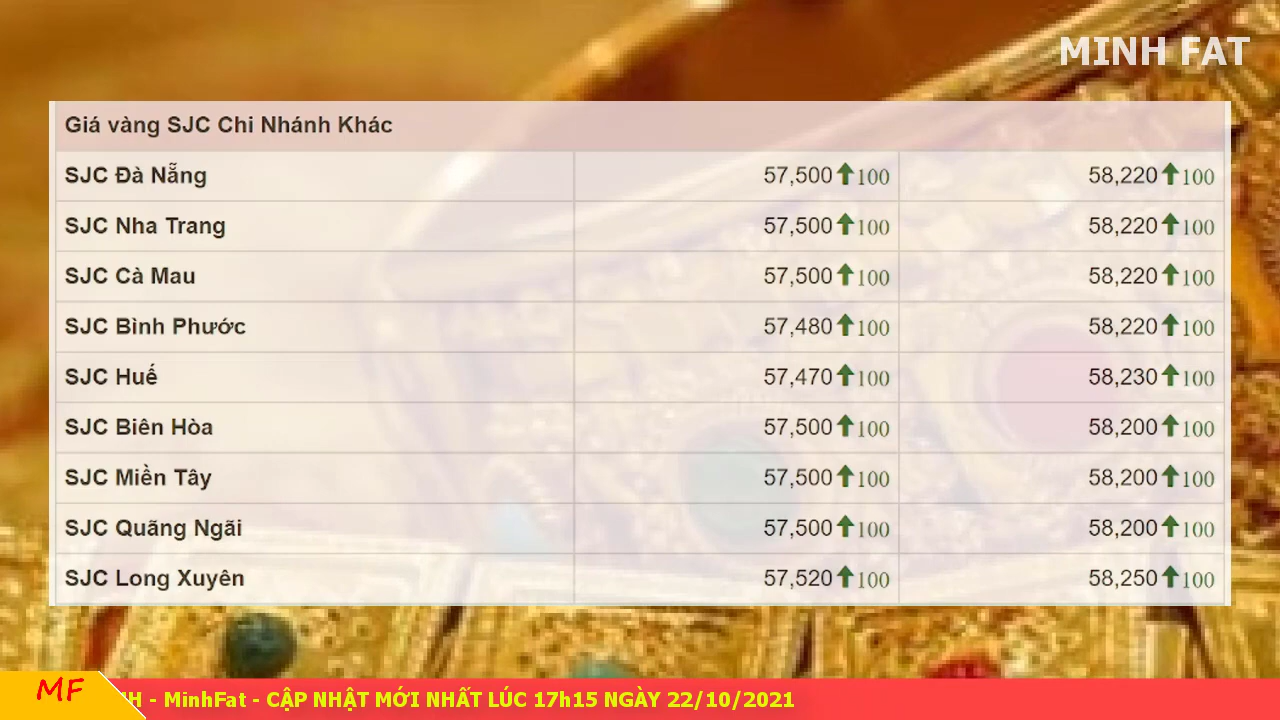 MINH FAT
Giá vàng SJC Chi Nhánh Khác
SJC Đà Nẵng 57,500 100 58,220 100
SJC Nha Trang 57,500 100 58,220 100
SJC Cà Mau 57,500 100 58,220 100
SJC Bình Phước 57,480 100 58,220 100
SJC Huế 57,470 100 58,230 100
SJC Biên Hòa 57,500 100 58,200 100
SJC Miền Tây 57,500 100 58,200 100
SJC Quãng Ngãi 57,500 100 58,200 100
SJC Long Xuyên 57,520 100 58,250 100
MF
- MinhFat - CẬP NHẬT MỚI NHẤT LÚC 17h15 NGÀY 22/10/2021